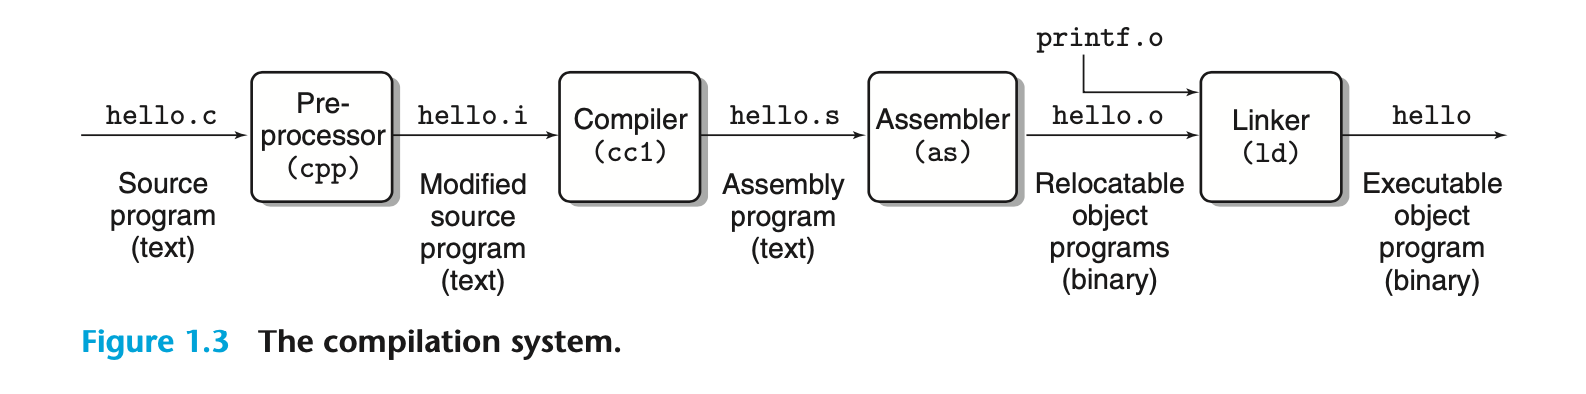 printf.o
hello.c
Pre-
processor
(cpp)
hello.i
Compiler
(cc1)
hello.s
Assembler
(as)
hello.o
Linker
(ld)
hello
Source
program
(text)
Modified
source
program
(text)
Assembly
program
(text)
Relocatable
object
programs
(binary)
Executable
object
program
(binary)
Figure 1.3 The compilation system.